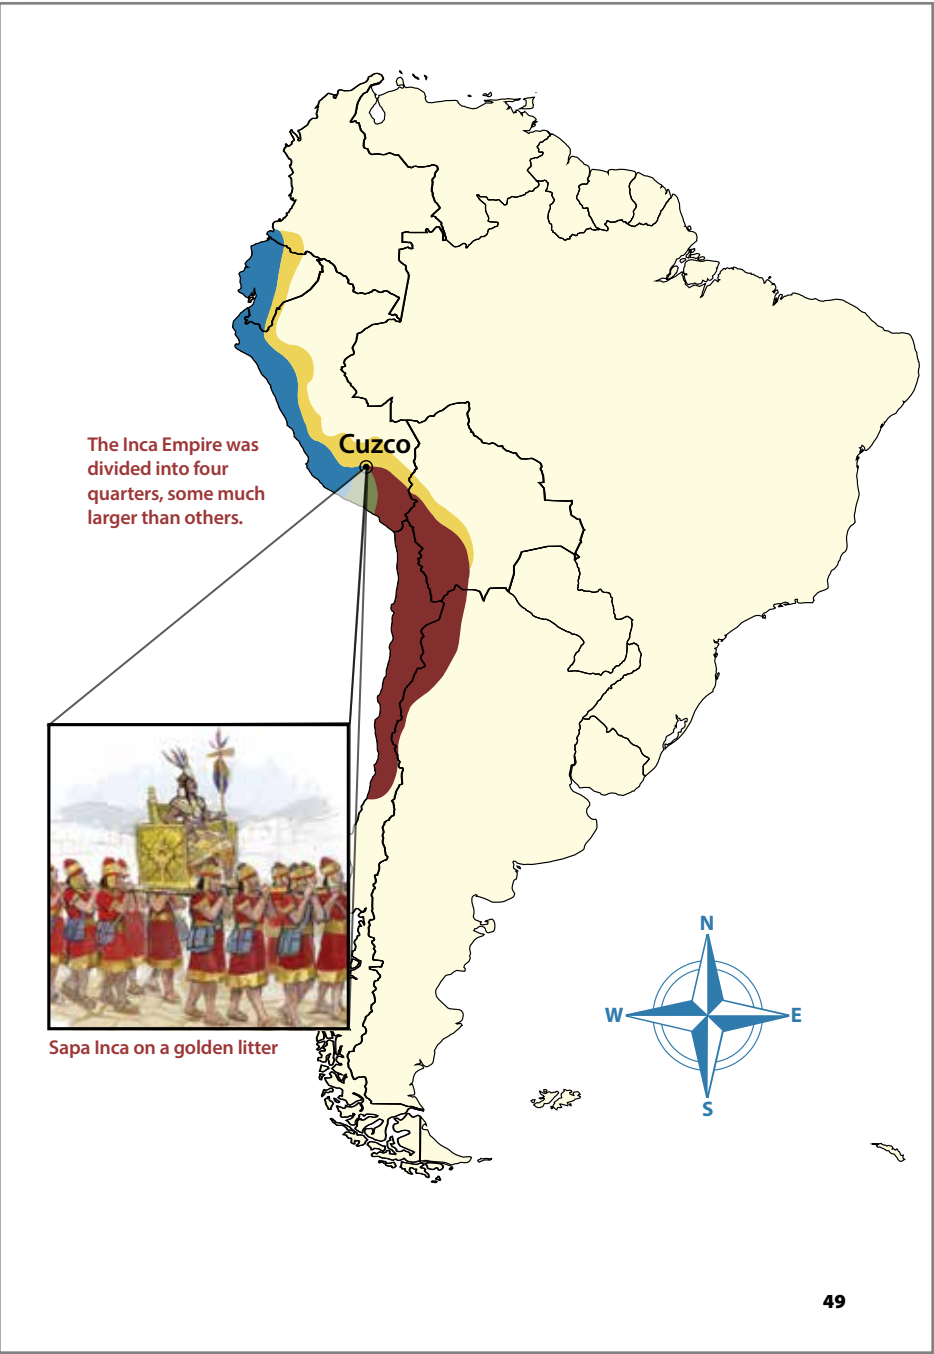 Cuzco
The Inca Empire was
divided into four
quarters, some much
larger than others.
N
W
E
S
Sapa Inca on a golden litter
49